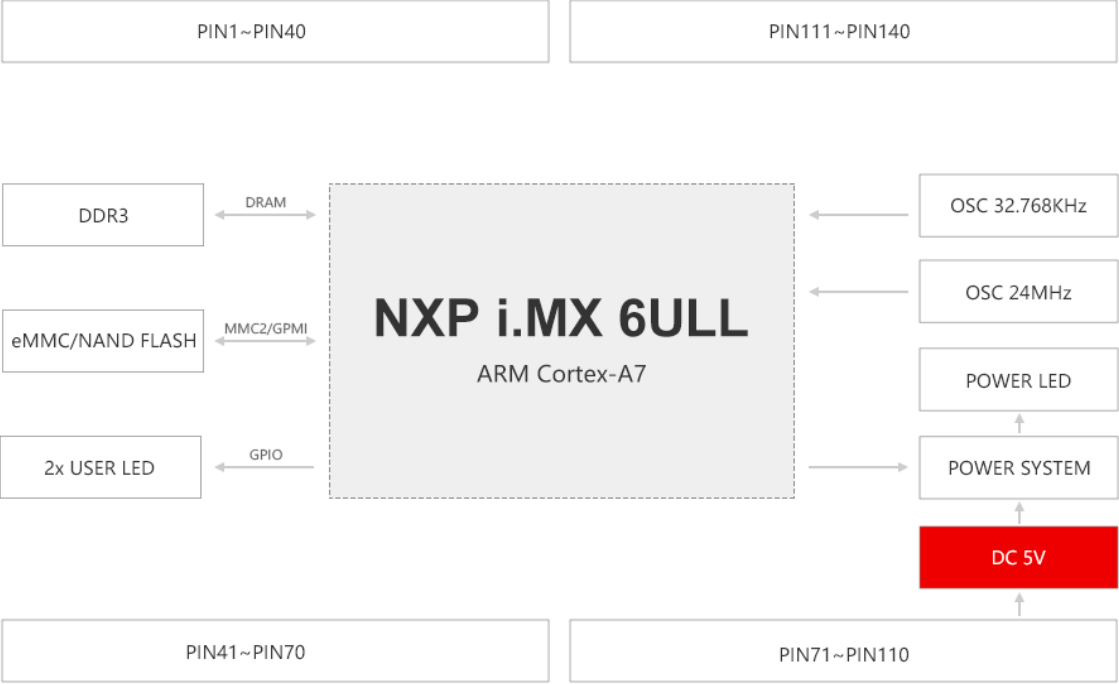 PIN1~PIN40
PIN111~PIN140
DDR3
DRAM
OSC 32.768KHz
OSC 24MHz
NXP i.MX 6ULL
ARM Cortex-A7
eMMC/NAND FLASH
MMC2/GPMI
POWER LED
2x USER LED
GPIO
POWER SYSTEM
DC 5V
PIN41~PIN70
PIN71~PIN110